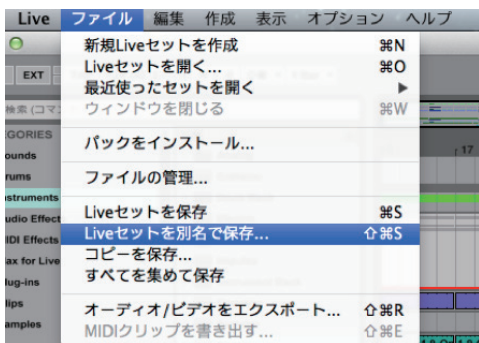 Live ファイル 編集 作成 表示 オプション ヘルプ
新規Liveセットを作成 ⌘N
Liveセットを開く... ⌘O
最近使ったセットを開く ▶
ウィンドウを閉じる ⌘W
パックをインストール...
ファイルの管理...
Liveセットを保存 ⌘S
Liveセットを別名で保存... ⇧⌘S
コピーを保存...
すべてを集めて保存
オーディオ/ビデオをエクスポート... ⇧⌘R
MIDIクリップを書き出す... ⇧⌘E
EXT
検索 (コマ
EGORIES
ounds
rums
nstruments
udio Effect
IDI Effects
ax for Live
lug-ins
lips
amples
17